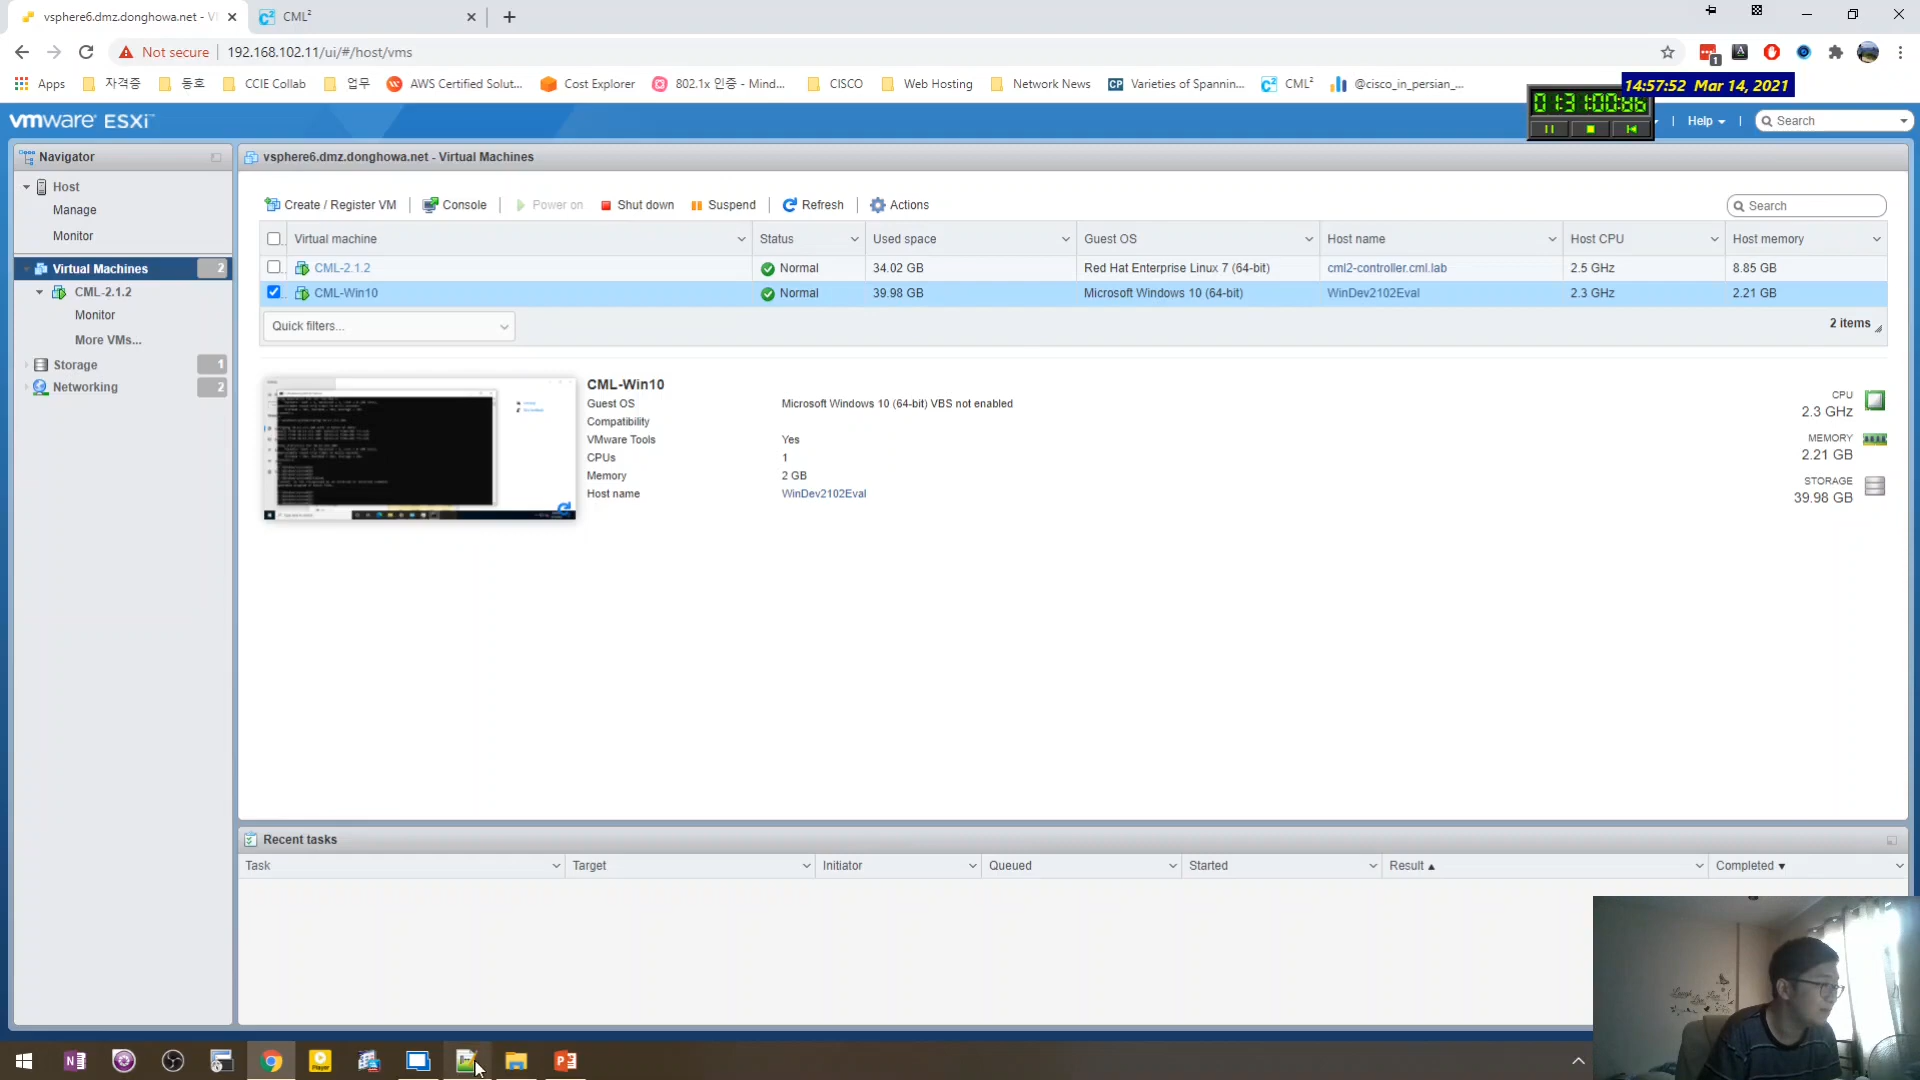 vsphere6.dmz.donghowa.net - V
CML²
Not secure
192.168.102.11/ui/#/host/vms
1
Apps
자격증
동호
CCIE Collab
업무
AWS Certified Solut...
Cost Explorer
802.1x 인증 - Mind...
CISCO
Web Hosting
Network News
Varieties of Spannin...
CML²
@cisco_in_persian_...
14:57:52 Mar 14, 2021
01:31:00:86
vmware ESXi
Help
Search
Navigator
vsphere6.dmz.donghowa.net - Virtual Machines
Host
Manage
Monitor
Virtual Machines
2
CML-2.1.2
Monitor
More VMs...
Storage
1
Networking
2
Create / Register VM
Console
Power on
Shut down
Suspend
Refresh
Actions
Search
Virtual machine
Status
Used space
Guest OS
Host name
Host CPU
Host memory
CML-2.1.2
Normal
34.02 GB
Red Hat Enterprise Linux 7 (64-bit)
cml2-controller.cml.lab
2.5 GHz
8.85 GB
CML-Win10
Normal
39.98 GB
Microsoft Windows 10 (64-bit)
WinDev2102Eval
2.3 GHz
2.21 GB
Quick filters...
2 items
CML-Win10
Guest OS
Microsoft Windows 10 (64-bit) VBS not enabled
Compatibility
VMware Tools
Yes
CPUs
1
Memory
2 GB
Host name
WinDev2102Eval
CPU
2.3 GHz
MEMORY
2.21 GB
STORAGE
39.98 GB
Recent tasks
Task
Target
Initiator
Queued
Started
Result
Completed